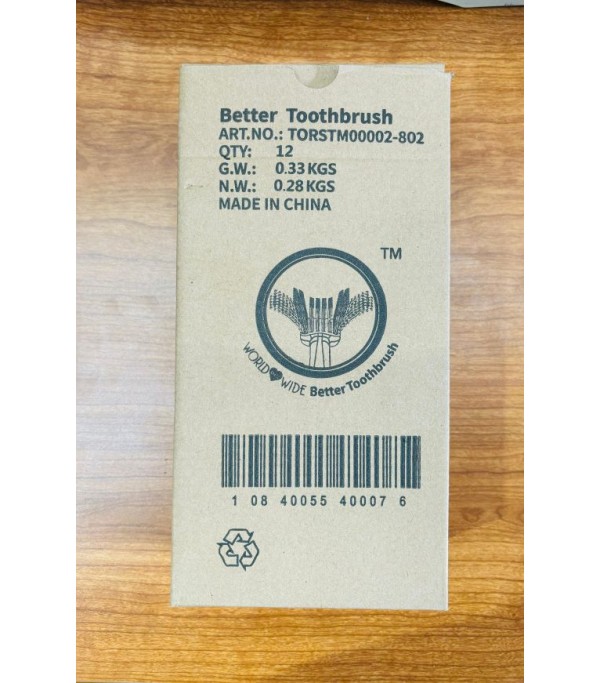 Better Toothbrush
ART.NO.: TORSTM00002-802
QTY: 12
G.W.: 0.33 KGS
N.W.: 0.28 KGS
MADE IN CHINA
TM
WORLD WIDE Better Toothbrush
1 08 40055 40007 6